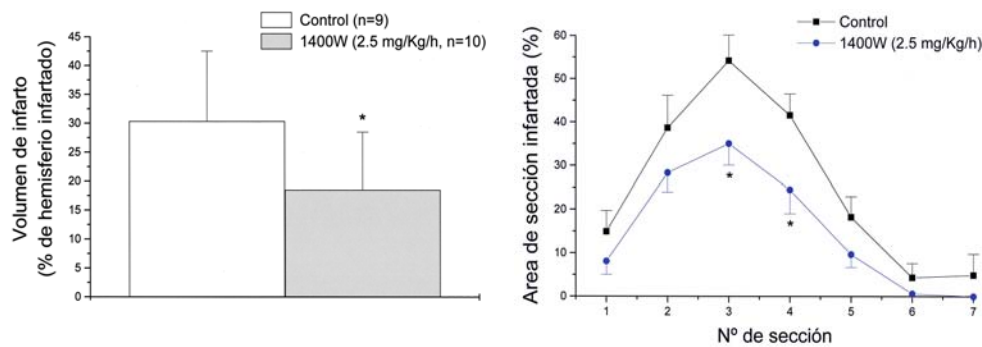 Control (n=9)
1400W (2.5 mg/Kg/h, n=10)
Volumen de infarto
(% de hemisferio infartado)
45
40
35
30
25
20
15
10
5
0
*
Control
1400W (2.5 mg/Kg/h)
Area de sección infartada (%)
60
50
40
30
20
10
0
*
*
1 2 3 4 5 6 7
Nº de sección